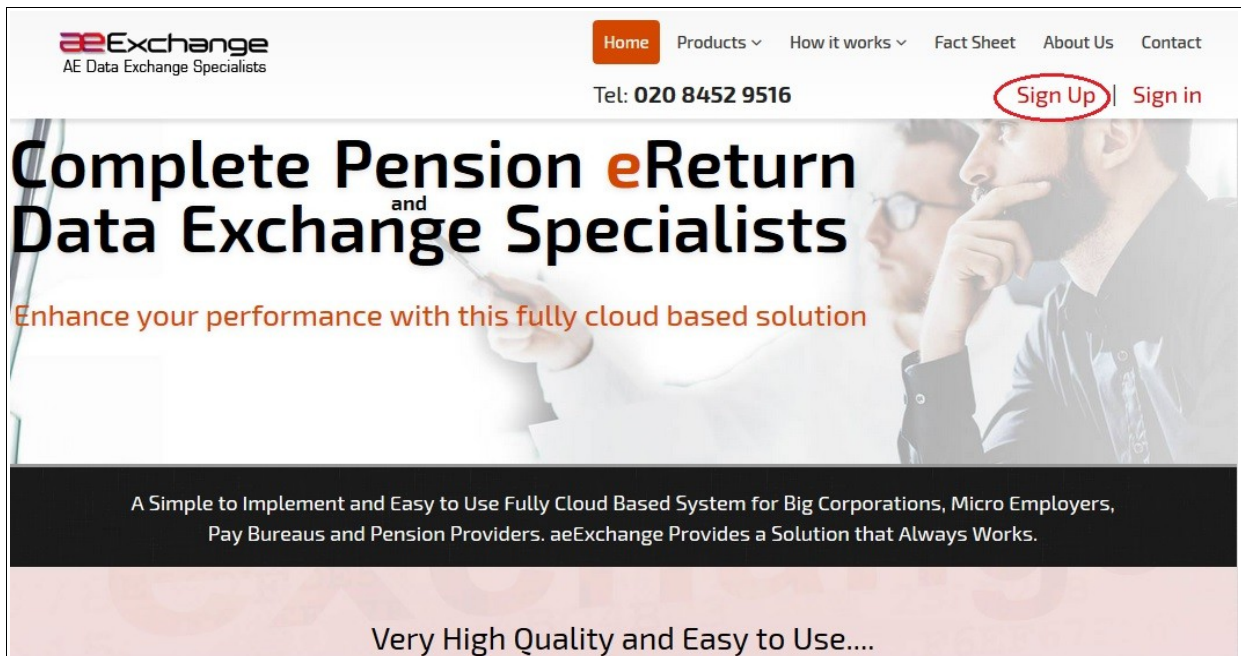 aeExchange
AE Data Exchange Specialists
Home Products How it works Fact Sheet About Us Contact
Tel: 020 8452 9516
Sign Up | Sign in
Complete Pension eReturn
and
Data Exchange Specialists
Enhance your performance with this fully cloud based solution
A Simple to Implement and Easy to Use Fully Cloud Based System for Big Corporations, Micro Employers,
Pay Bureaus and Pension Providers. aeExchange Provides a Solution that Always Works.
exchange
Very High Quality and Easy to Use....